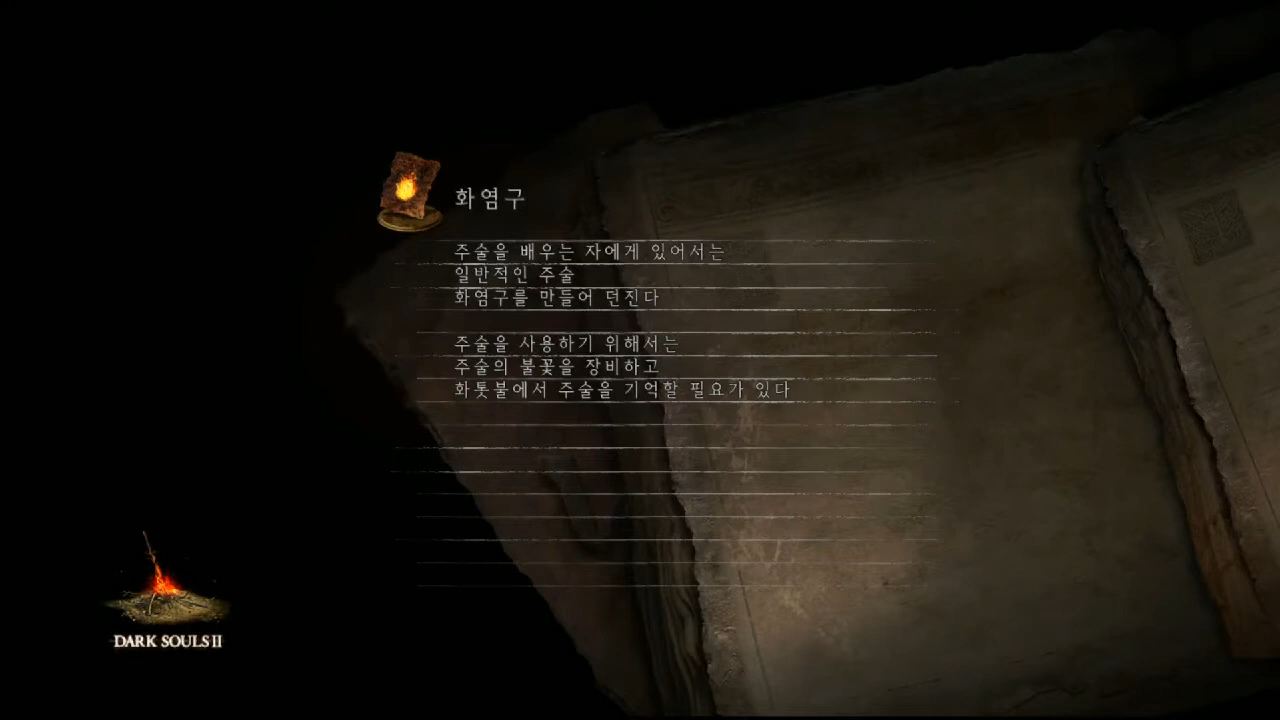 화염구
주술을 배우는 자에게 있어서는
일반적인 주술
화염구를 만들어 던진다
주술을 사용하기 위해서는
주술의 불꽃을 장비하고
화톳불에서 주술을 기억할 필요가 있다
DARK SOULS II